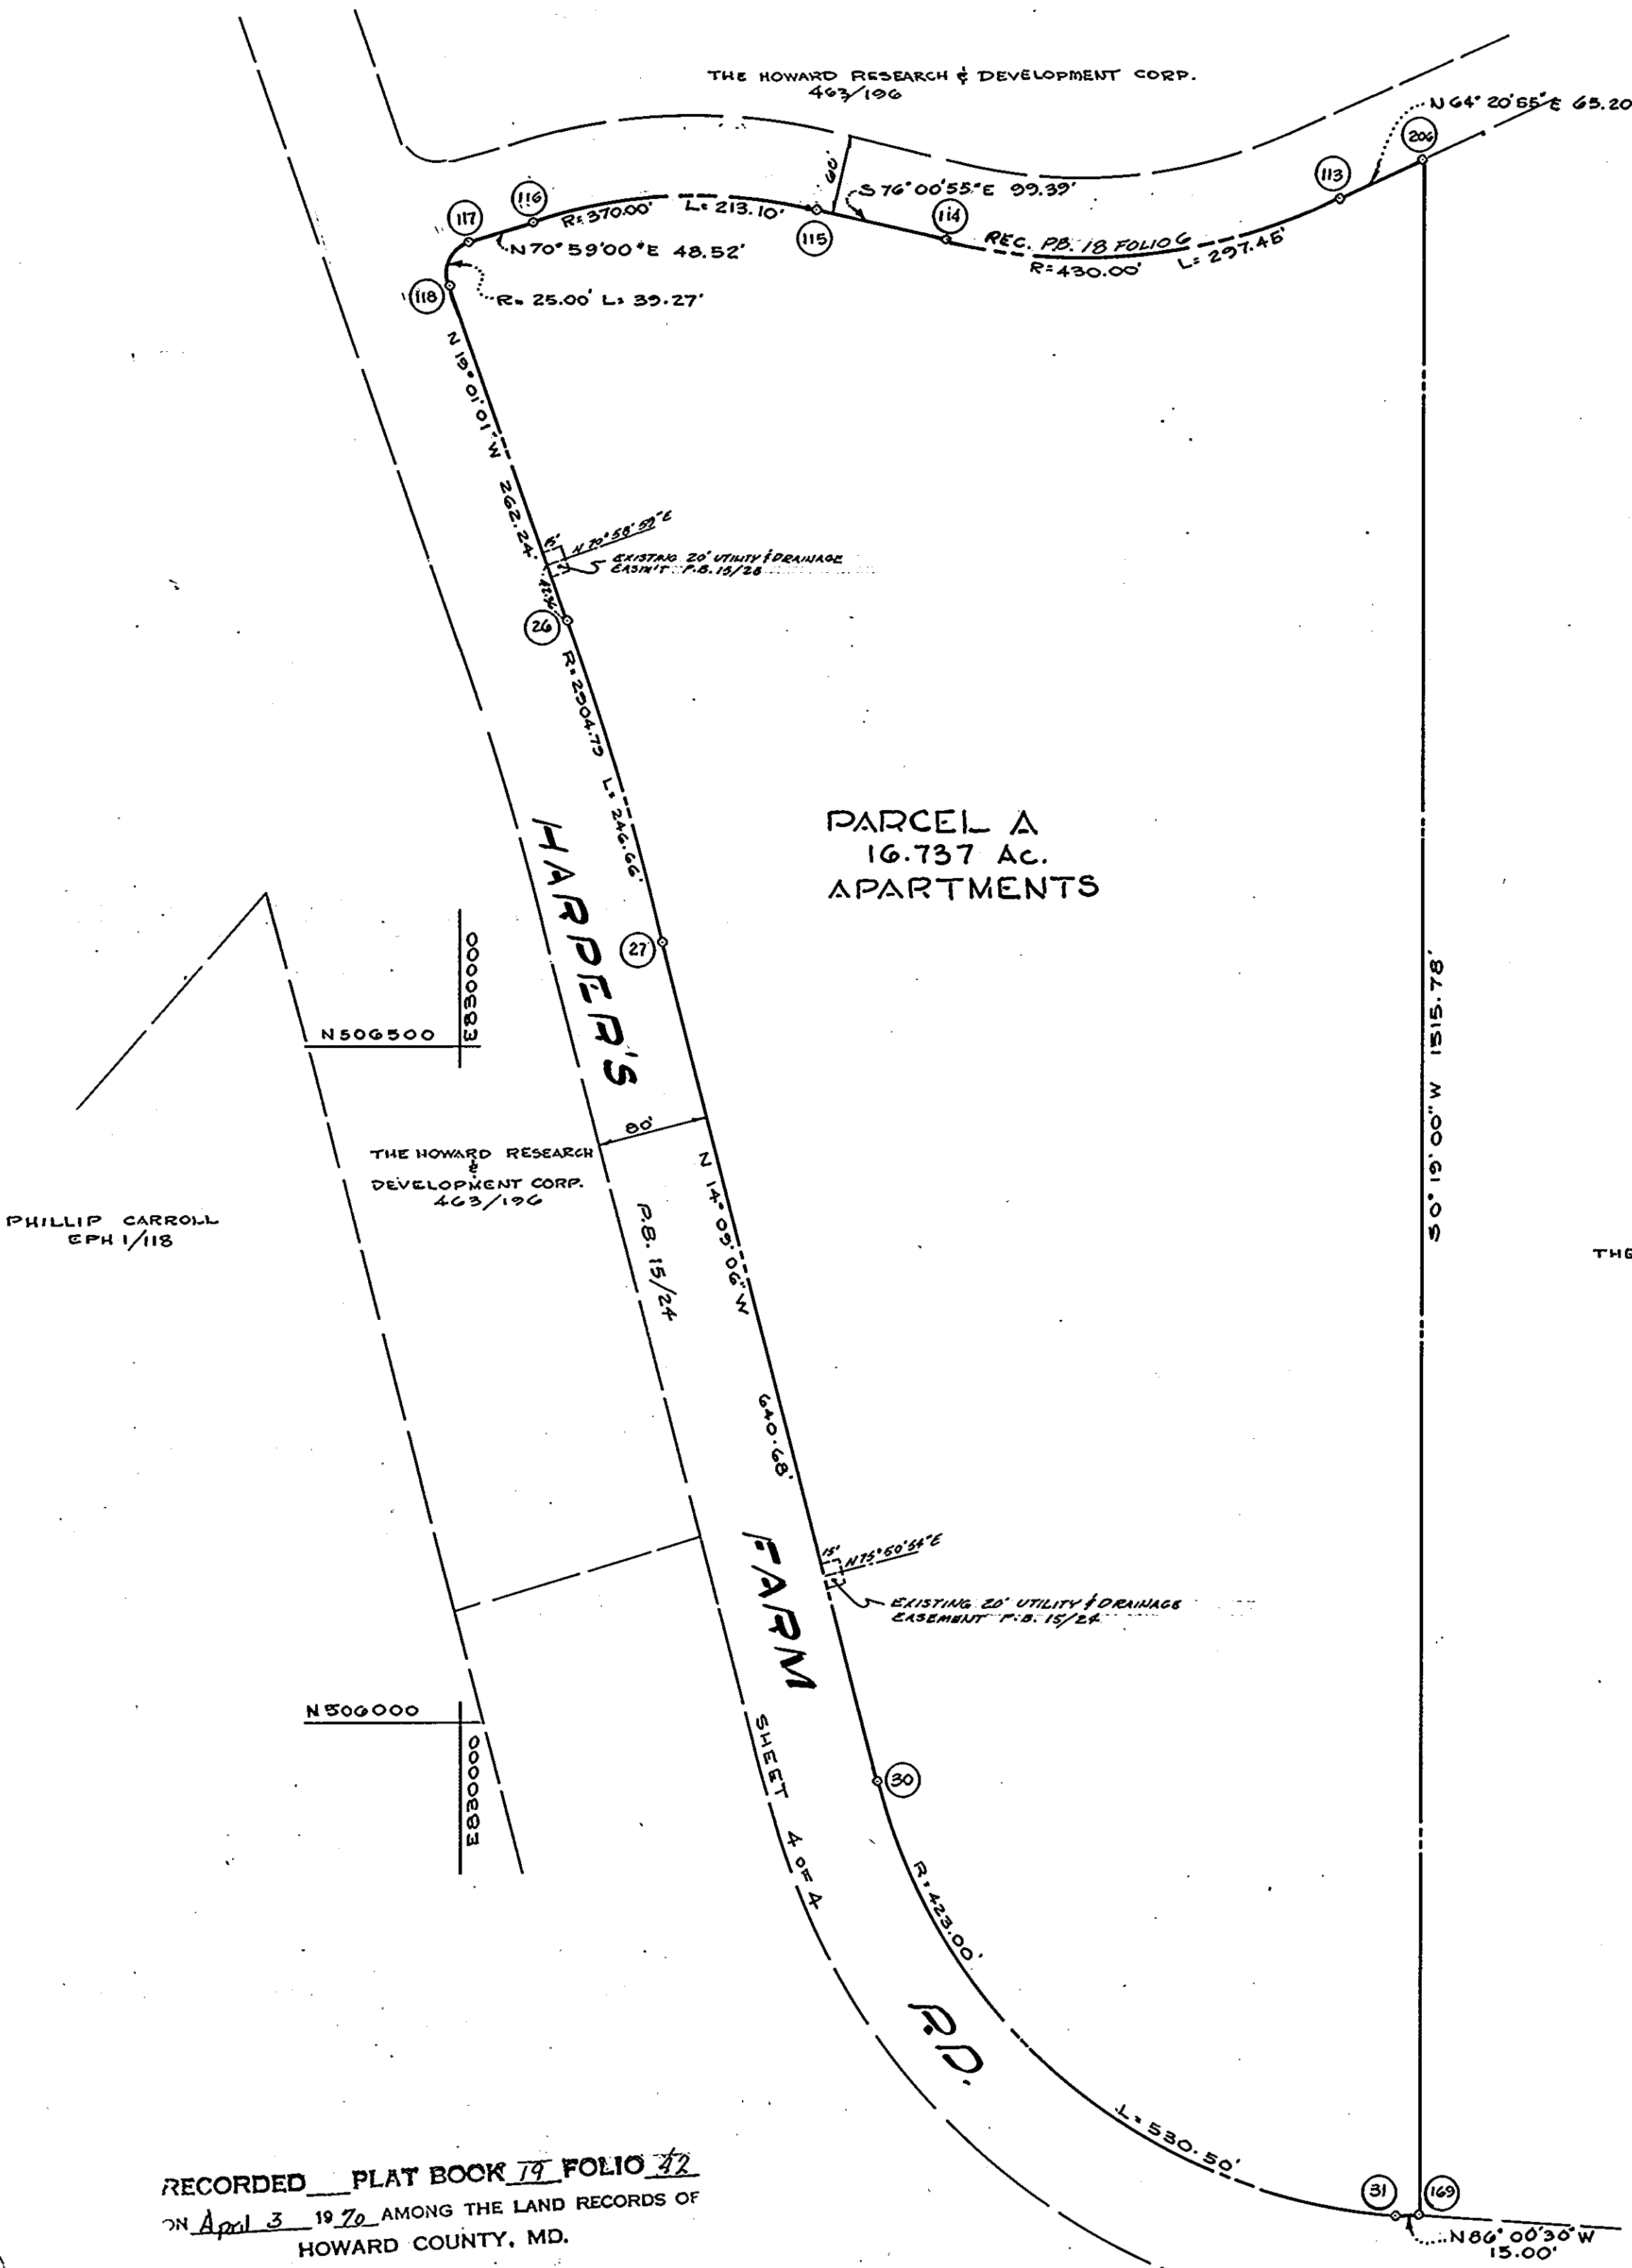 THE HOWARD RESEARCH & DEVELOPMENT CORP.
463/196
N 64° 20' 55" E 65.20
206
113
116
117
R= 370.00' L= 213.10'
60'
S 76° 00' 55" E 99.39'
114
115
REC. P.B. 18 FOLIO 6
R= 430.00' L= 297.45'
N 70° 59' 00" E 48.52'
118
R= 25.00' L= 39.27'
N 19° 01' 01" W 262.24'
15'
N 70° 58' 59" E
EXISTING 20' UTILITY & DRAINAGE
EASM'T P.B. 15/25
26
R= 2904.79 L= 246.66'
PARCEL A
16.737 AC.
APARTMENTS
HARPER'S
27
E830000
N506500
80'
THE HOWARD RESEARCH
&
DEVELOPMENT CORP.
463/196
PHILLIP CARROLL
EPH 1/118
P.B. 15/24
N 14° 09' 06" W 640.68'
S 0° 19' 00" W 1515.78'
THE
FARM
15'
N 75° 50' 54" E
EXISTING 20' UTILITY & DRAINAGE
EASEMENT P.B. 15/24
N506000
E830000
SHEET 4 OF 4
30
R= 423.00'
RD.
L= 530.50'
31
169
N 86° 00' 30" W
15.00'
RECORDED PLAT BOOK 19 FOLIO 42
ON April 3 1970 AMONG THE LAND RECORDS OF
HOWARD COUNTY, MD.